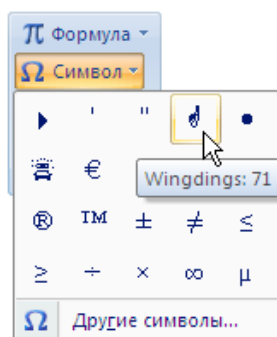 π Формула
Ω Символ
' " •
€ Wingdings: 71
® ™ ± ≠ ≤
≥ ÷ × ∞ µ
Ω Другие символы...